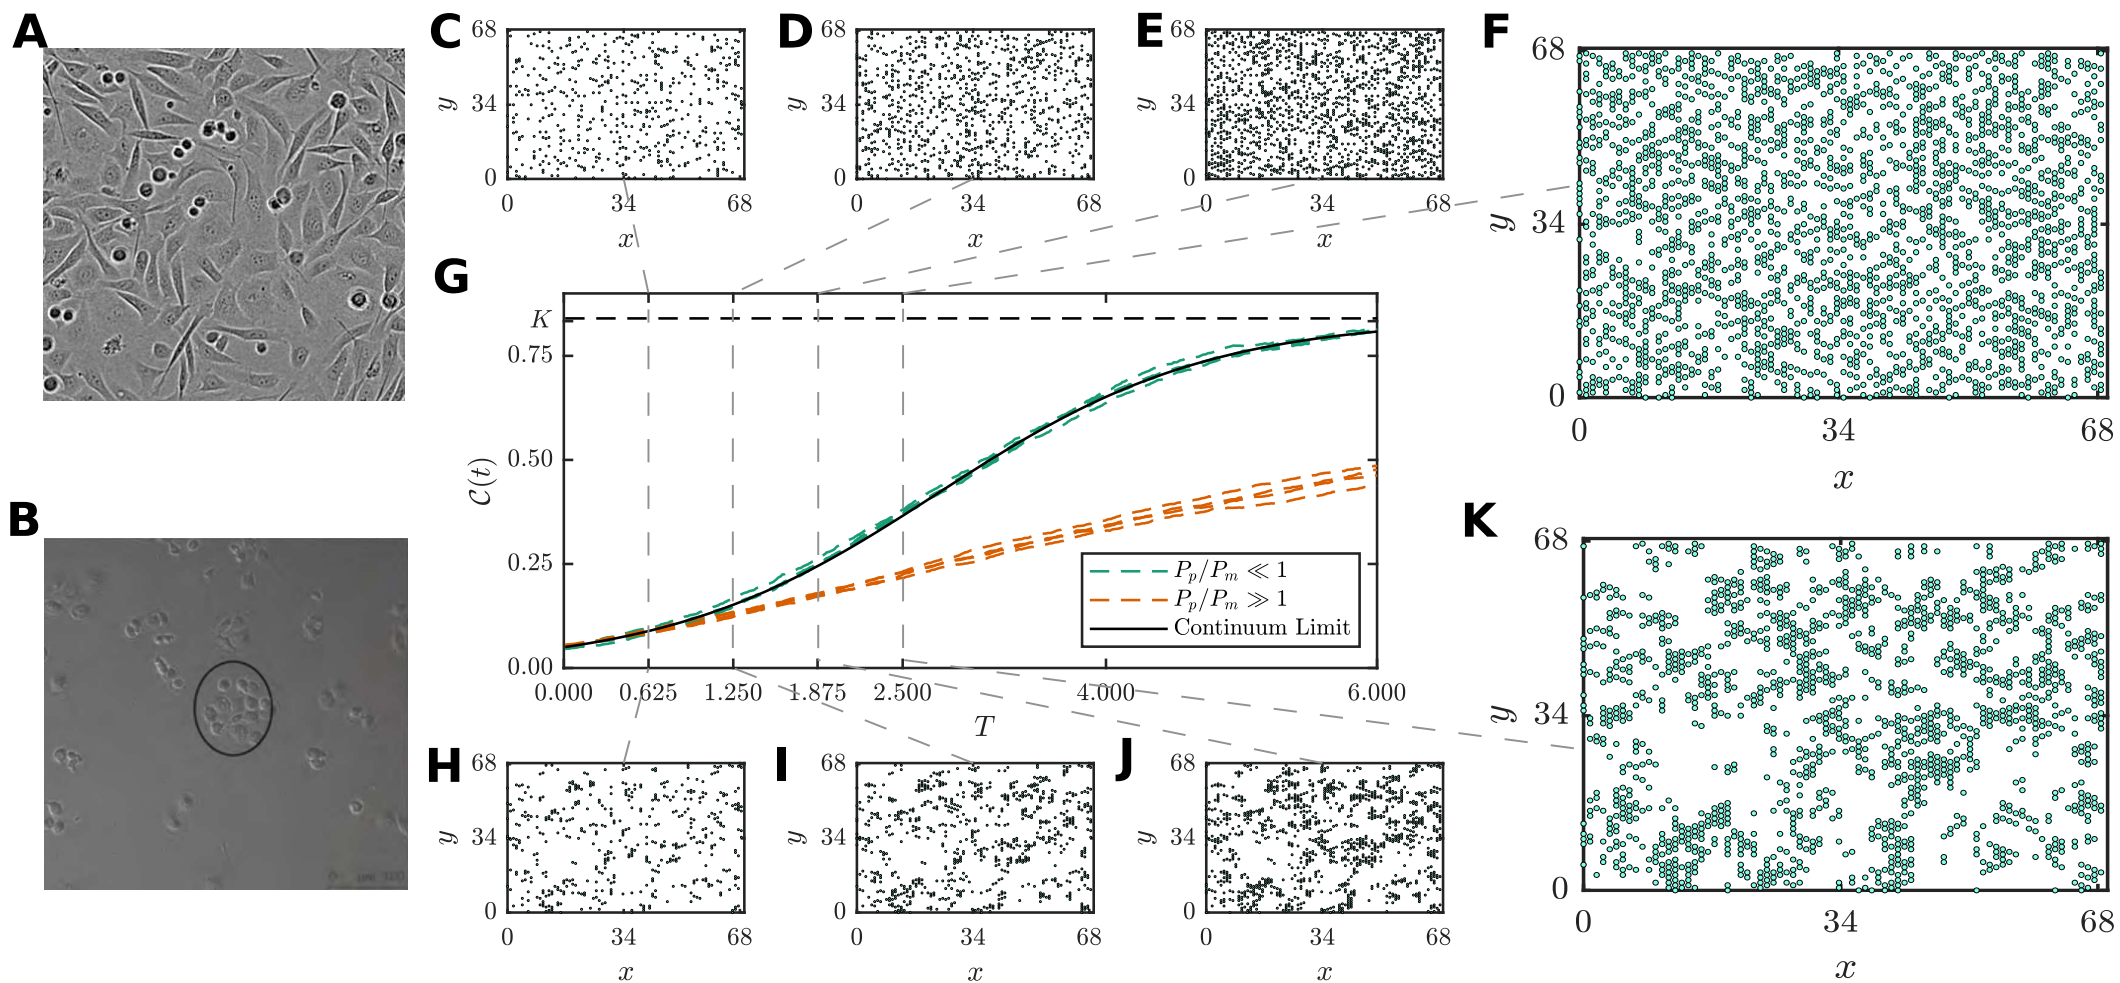 A
B
C
68
34
0
y
0 34 68
x
D
68
34
0
y
0 34 68
x
E
68
34
0
y
0 34 68
x
F
68
34
0
y
0 34 68
x
G
K
0.75
0.50
0.25
0.00
C(t)
0.000 0.625 1.250 1.875 2.500 4.000 6.000
T
P_p/P_m ≪ 1
P_p/P_m ≫ 1
Continuum Limit
H
68
34
0
y
0 34 68
x
I
68
34
0
y
0 34 68
x
J
68
34
0
y
0 34 68
x
K
68
34
0
y
0 34 68
x